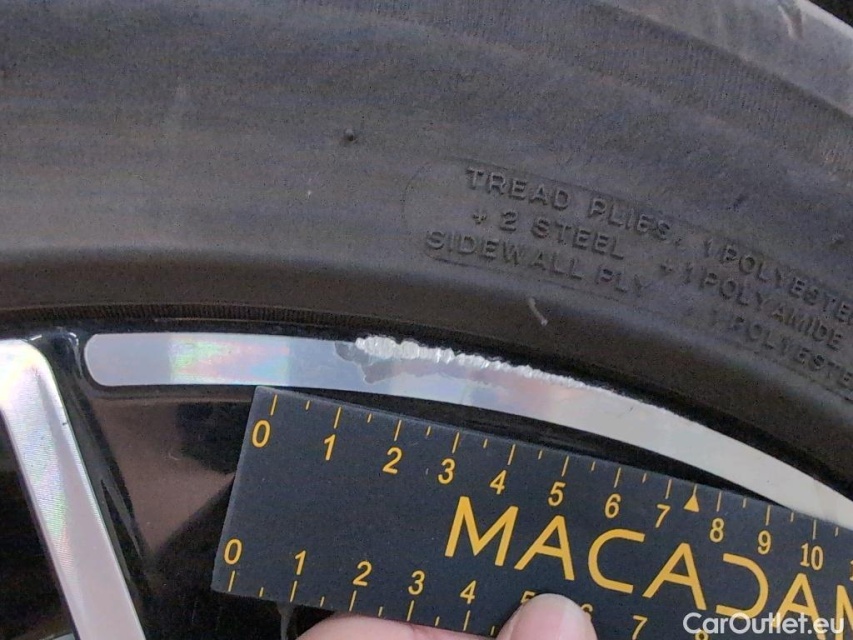 TREAD PLIES. 1 POLYESTER
+ 2 STEEL + 1 POLYAMIDE
SIDEWALL PLY 1 POLYESTER
0 1 2 3 4 5 6 7 8 9 10
MACADAM
0 1 2 3 4 5 6 7
CarOutlet.eu